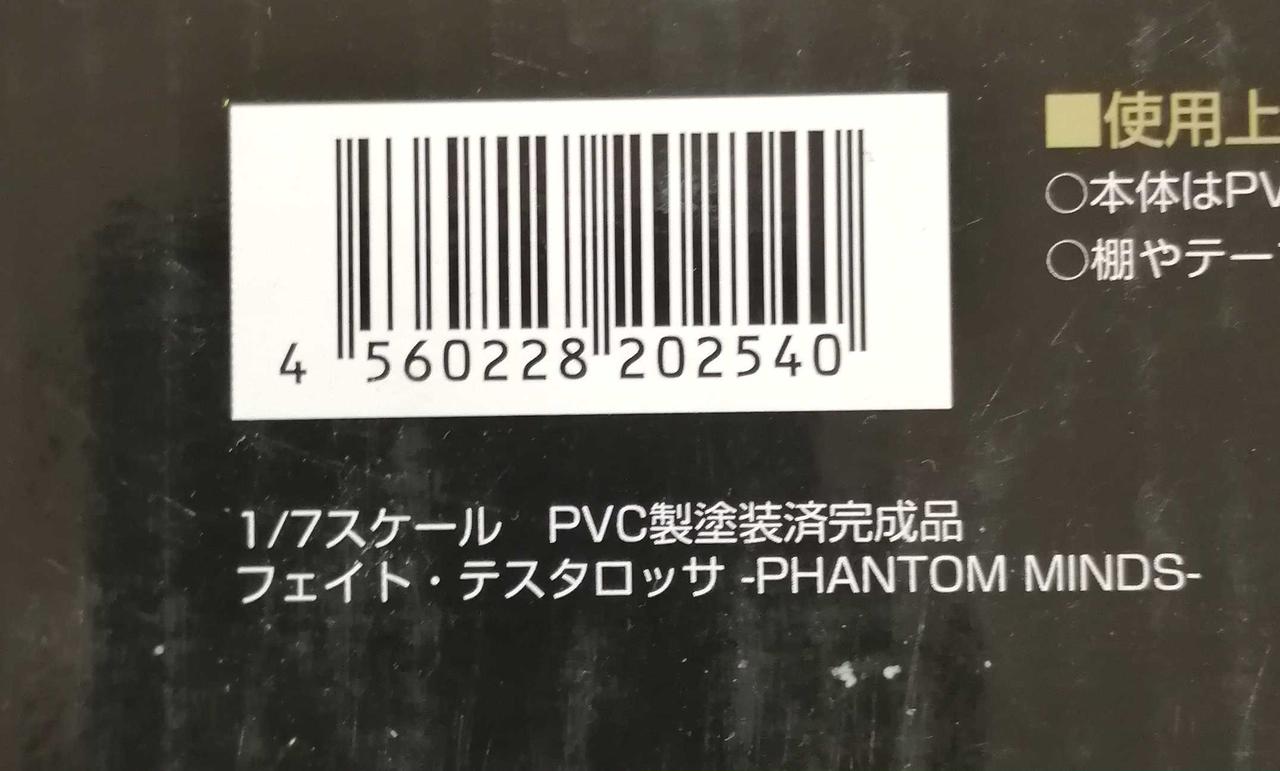 4 560228 202540
1/7スケール　PVC製塗装済完成品
フェイト・テスタロッサ -PHANTOM MINDS-
■使用上
○本体はPV
○棚やテー